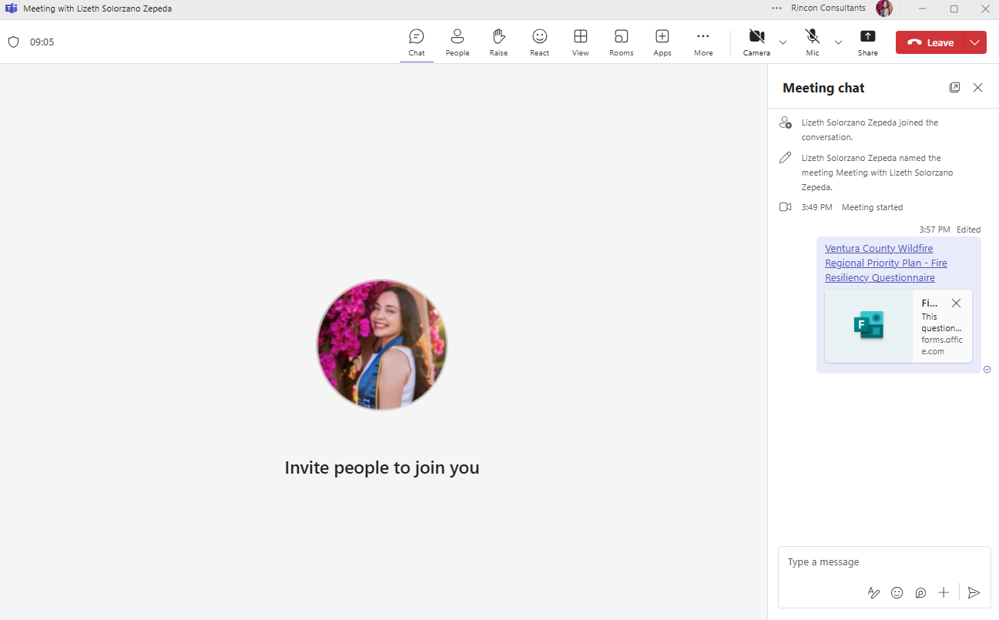 Meeting with Lizeth Solorzano Zepeda
Rincon Consultants
09:05
Chat
People
Raise
React
View
Rooms
Apps
More
Camera
Mic
Share
Leave
Meeting chat
Lizeth Solorzano Zepeda joined the
conversation.
Lizeth Solorzano Zepeda named the
meeting Meeting with Lizeth Solorzano
Zepeda.
3:49 PM Meeting started
3:57 PM Edited
Ventura County Wildfire
Regional Priority Plan - Fire
Resiliency Questionnaire
F
Fi...
This
question...
forms.offic
e.com
Invite people to join you
Type a message